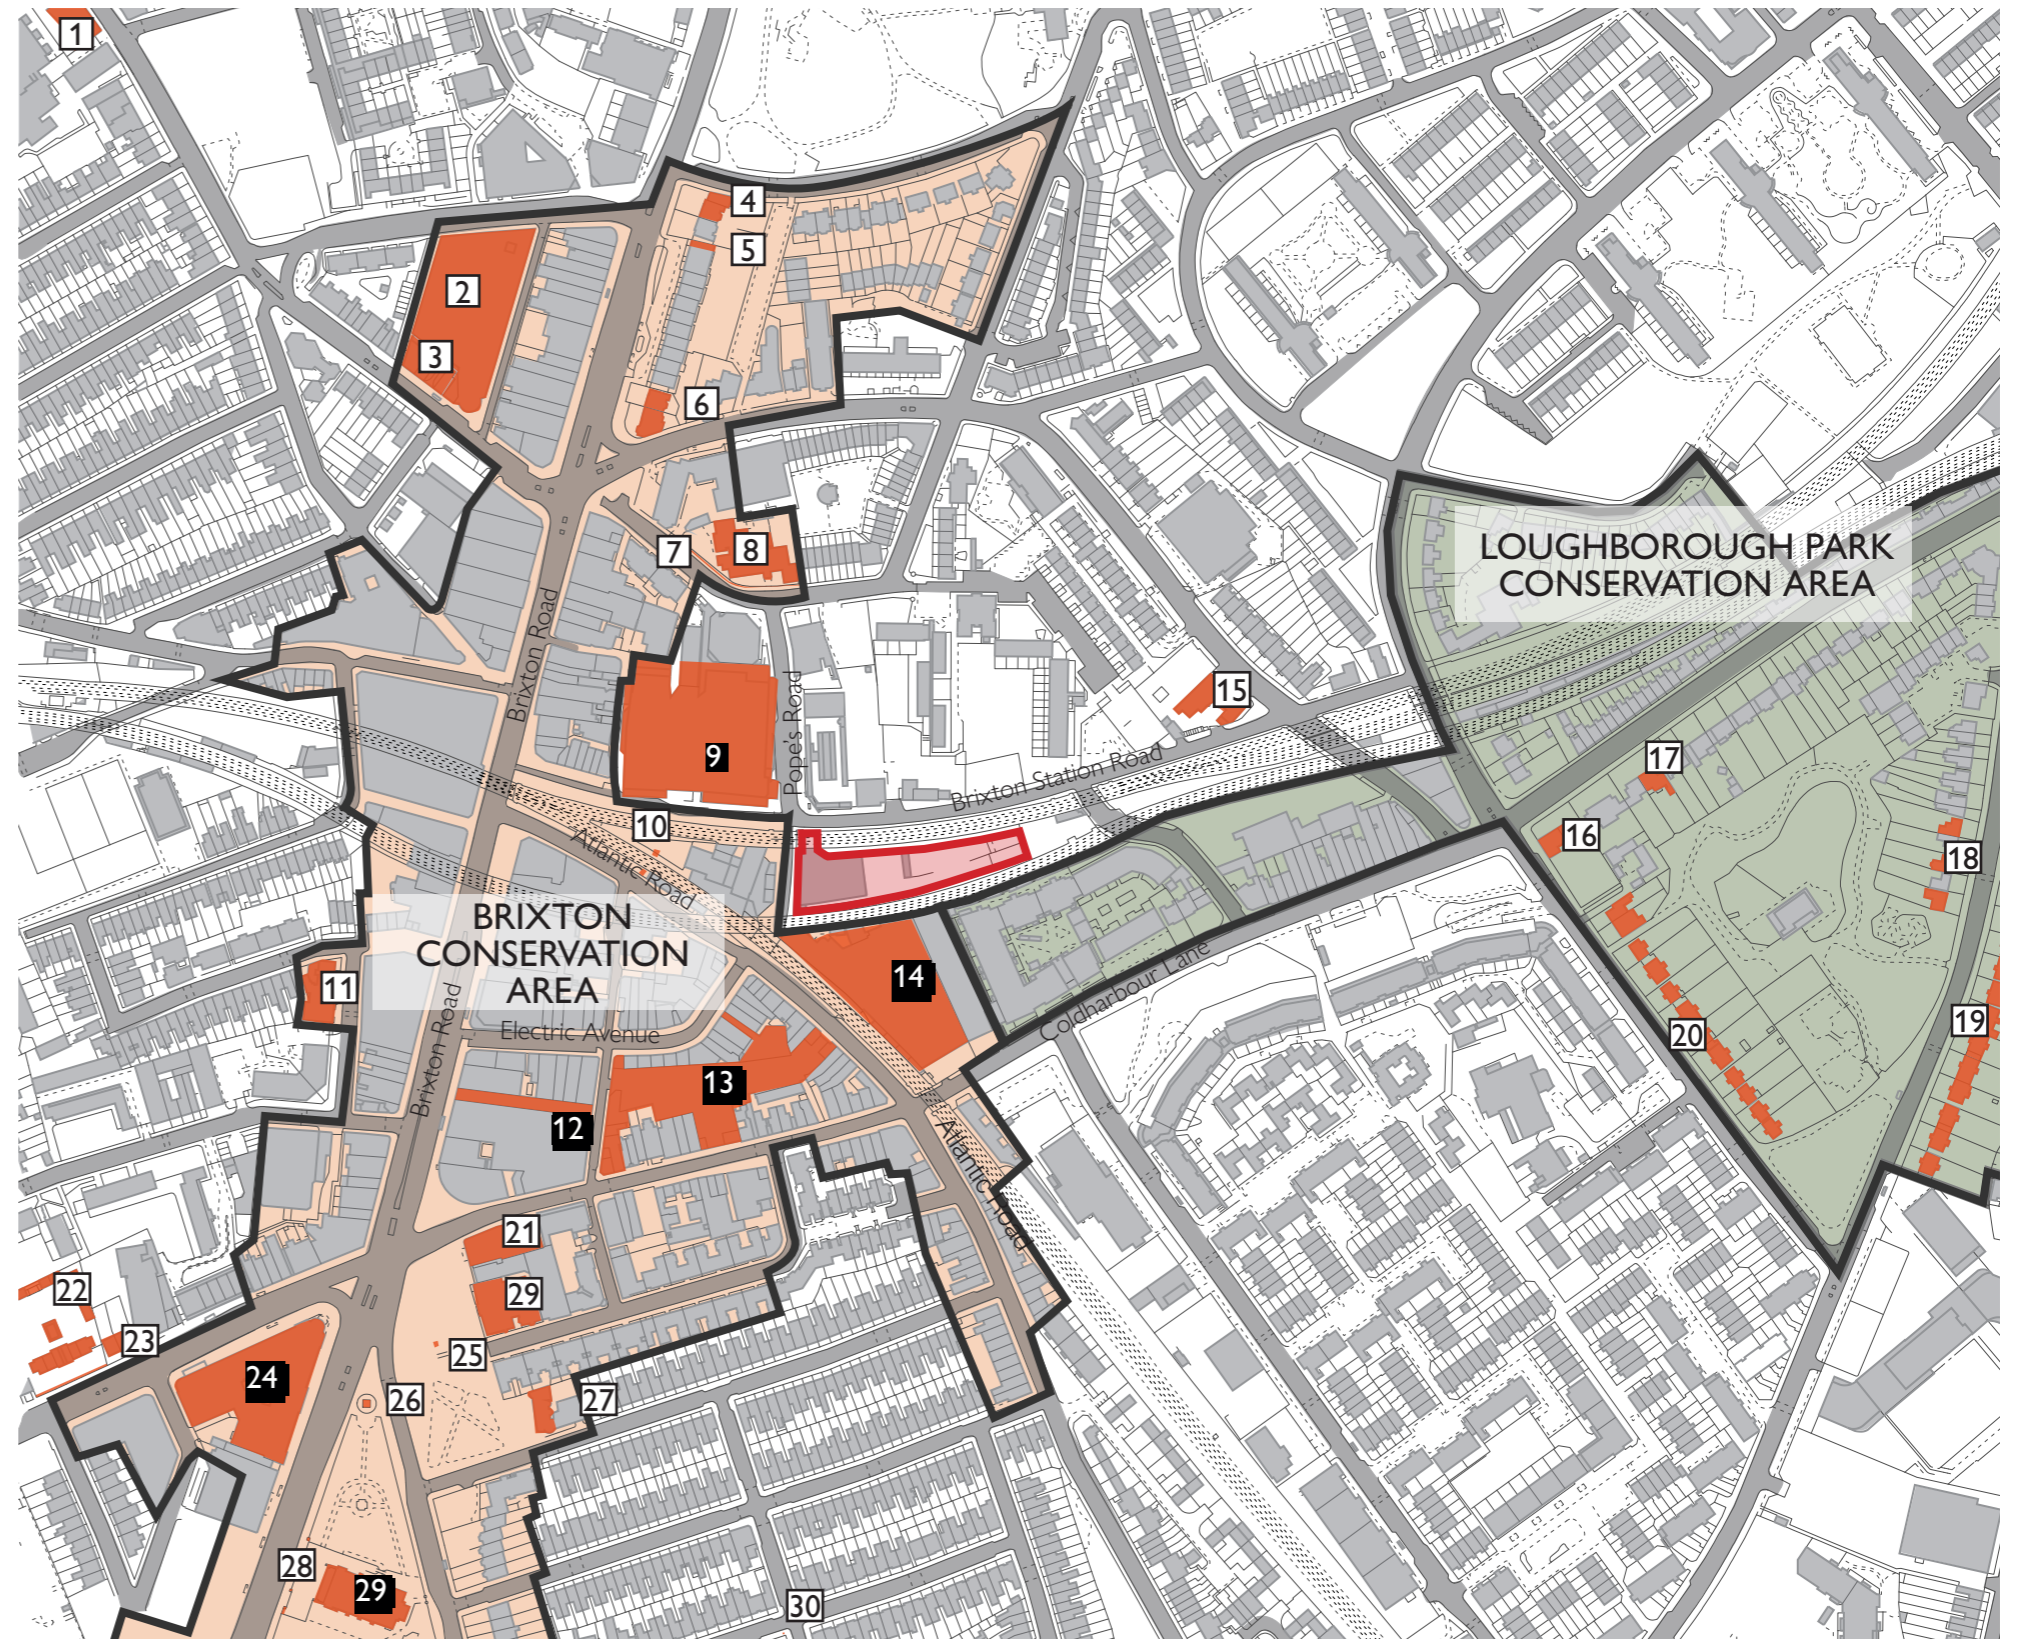 1
4
5
2
3
6
7
8
LOUGHBOROUGH PARK
CONSERVATION AREA
Brixton Road
Pope's Road
15
9
17
Brixton Station Road
10
16
Atlantic Road
18
BRIXTON
CONSERVATION
AREA
14
11
Coldharbour Lane
Electric Avenue
19
20
Brixton Road
13
12
Atlantic Road
21
22
29
23
25
24
26
27
28
29
30